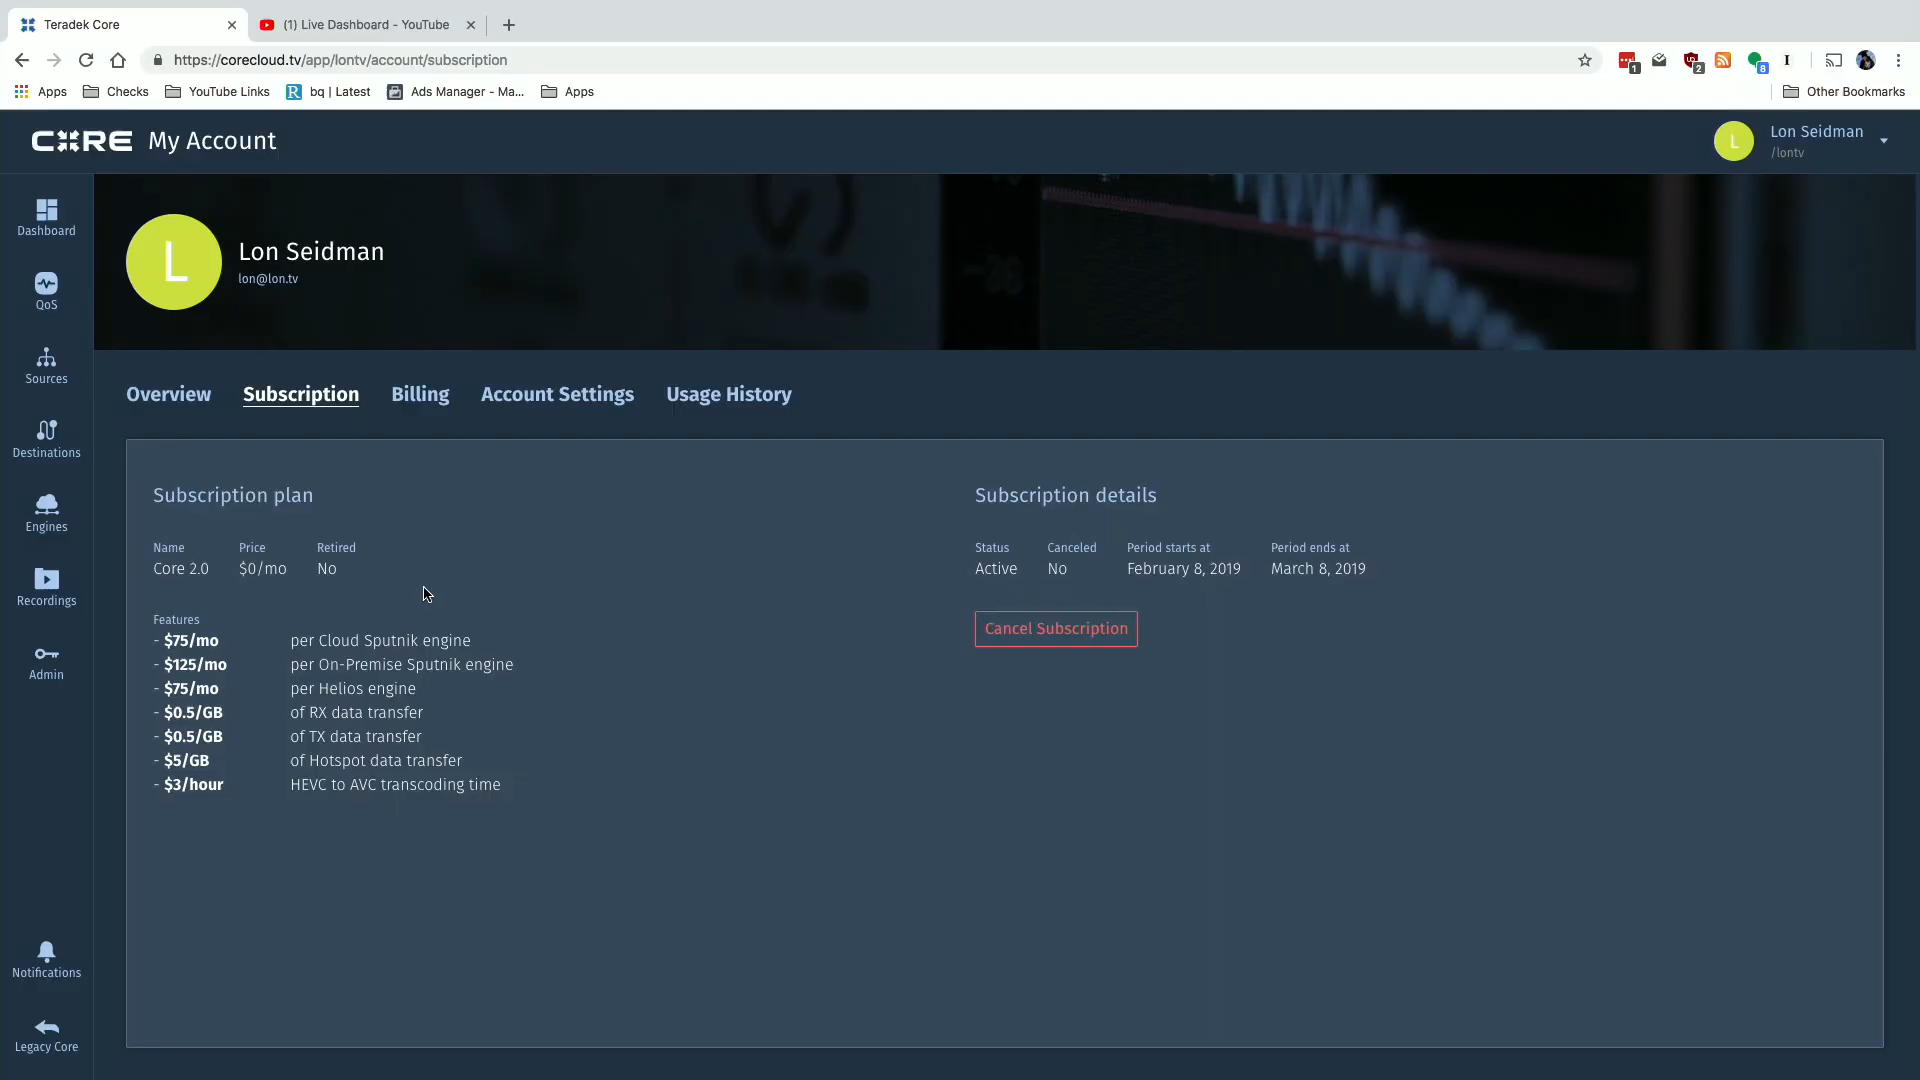 Teradek Core
(1) Live Dashboard - YouTube
https://corecloud.tv/app/lontv/account/subscription
1
2
8
I
Apps
Checks
YouTube Links
R
bq | Latest
Ads Manager - Ma...
Apps
Other Bookmarks
CORE
My Account
L
Lon Seidman
/lontv
Dashboard
QoS
Sources
Destinations
Engines
Recordings
Admin
Notifications
Legacy Core
L
Lon Seidman
lon@lon.tv
Overview
Subscription
Billing
Account Settings
Usage History
Subscription plan
Name
Price
Retired
Core 2.0
$0/mo
No
Features
- $75/mo per Cloud Sputnik engine
- $125/mo per On-Premise Sputnik engine
- $75/mo per Helios engine
- $0.5/GB of RX data transfer
- $0.5/GB of TX data transfer
- $5/GB of Hotspot data transfer
- $3/hour HEVC to AVC transcoding time
Subscription details
Status
Canceled
Period starts at
Period ends at
Active
No
February 8, 2019
March 8, 2019
Cancel Subscription